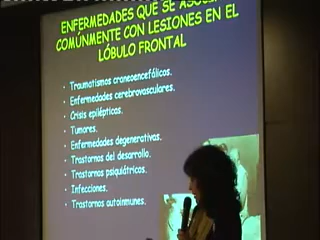 ENFERMEDADES QUE SE ASOCIAN
COMÚNMENTE CON LESIONES EN EL
LÓBULO FRONTAL
• Traumatismos craneoencefálicos.
• Enfermedades cerebrovasculares.
• Crisis epilépticas.
• Tumores.
• Enfermedades degenerativas.
• Trastornos del desarrollo.
• Trastornos psiquiátricos.
• Infecciones.
• Trastornos autoinmunes.